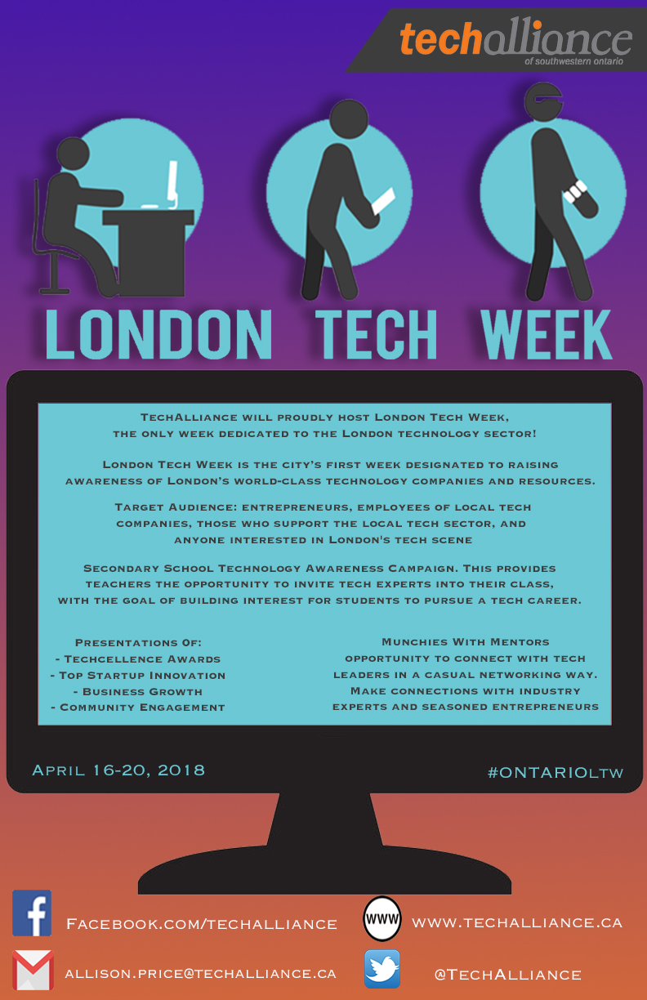 techalliance
of southwestern ontario
LONDON TECH WEEK
TechAlliance will proudly host London Tech Week,
the only week dedicated to the London technology sector!
London Tech Week is the city's first week designated to raising
awareness of London's world-class technology companies and resources.
Target Audience: entrepreneurs, employees of local tech
companies, those who support the local tech sector, and
anyone interested in London's tech scene
Secondary School Technology Awareness Campaign. This provides
teachers the opportunity to invite tech experts into their class,
with the goal of building interest for students to pursue a tech career.
Presentations Of:
- Techcellence Awards
- Top Startup Innovation
- Business Growth
- Community Engagement
Munchies With Mentors
opportunity to connect with tech
leaders in a casual networking way.
Make connections with industry
experts and seasoned entrepreneurs
April 16-20, 2018
#ONTARIOltw
Facebook.com/techalliance
www
www.techalliance.ca
allison.price@techalliance.ca
@TechAlliance